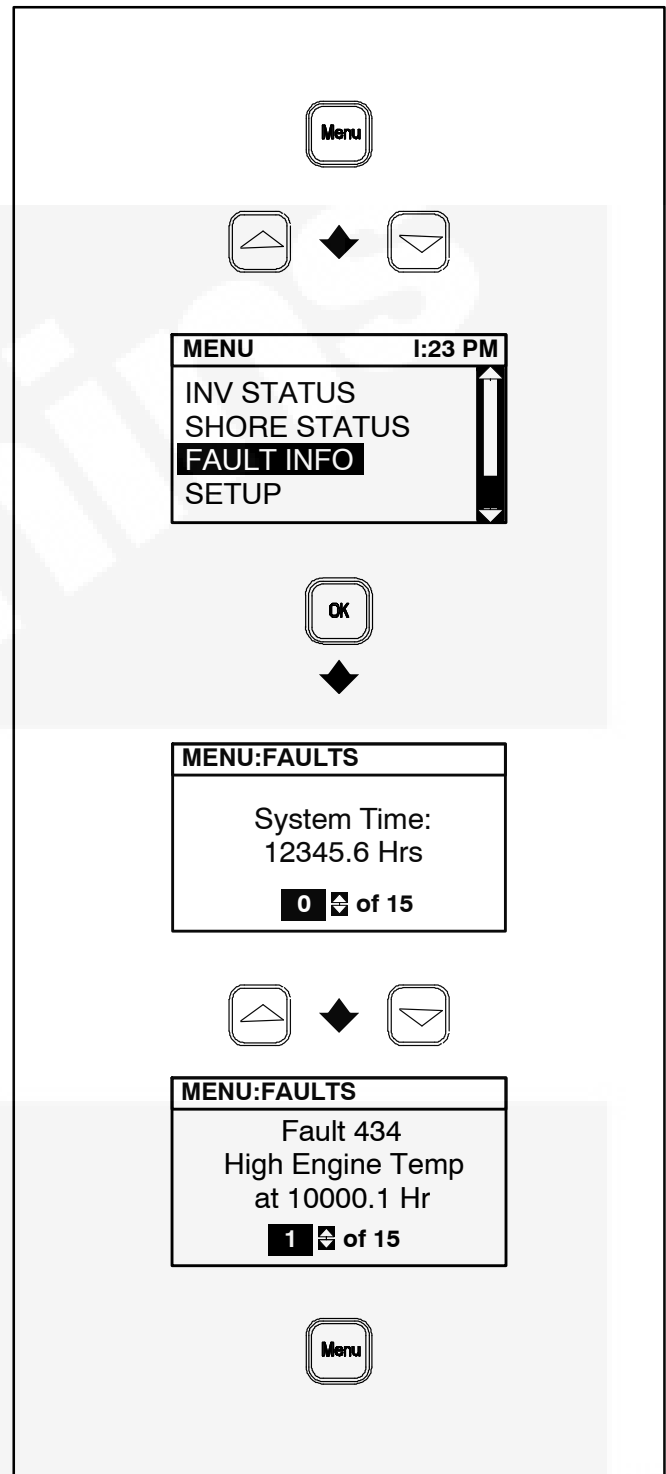 Menu
MENU I:23 PM
INV STATUS
SHORE STATUS
FAULT INFO
SETUP
OK
MENU:FAULTS
System Time:
12345.6 Hrs
0 of 15
MENU:FAULTS
Fault 434
High Engine Temp
at 10000.1 Hr
1 of 15
Menu